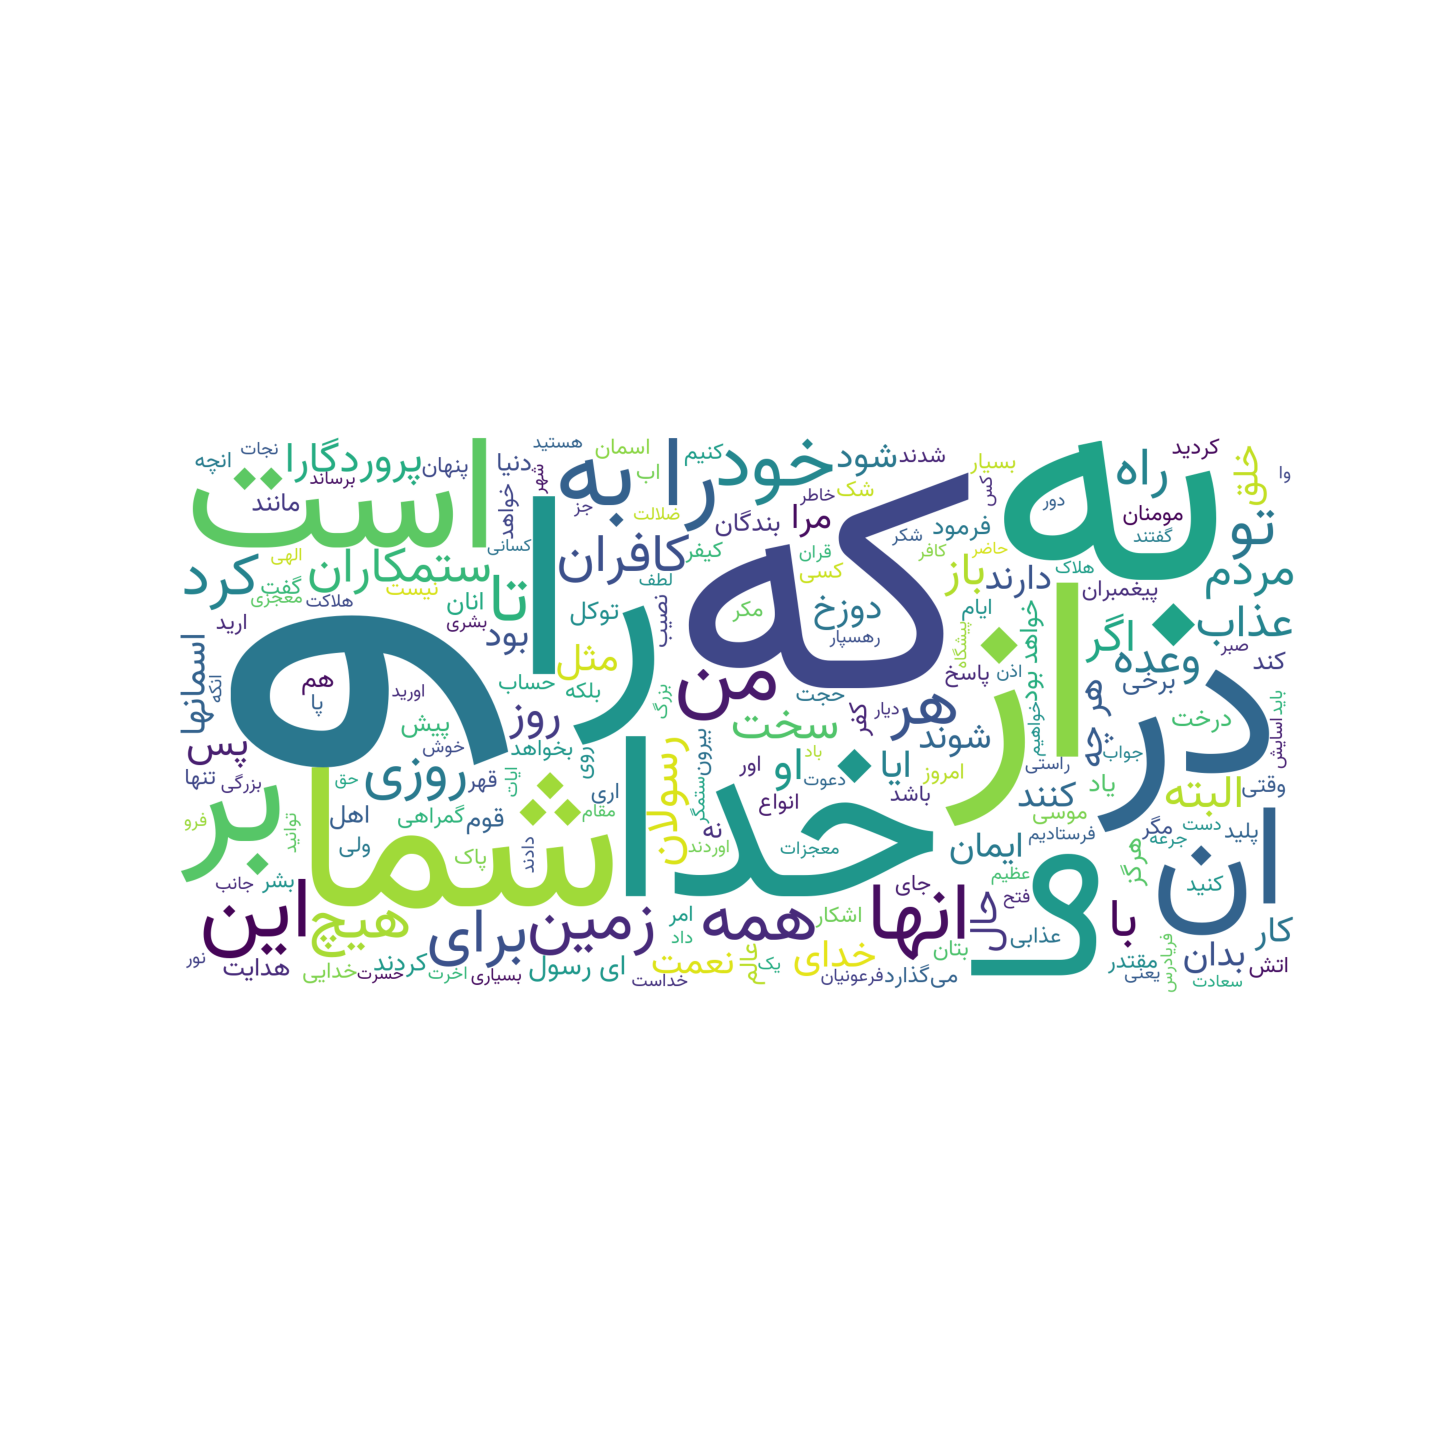 و
که
به
را
از
خدا
در
شما
است
ان
می
بر
را به
خود
این
انها
همه
زمین
برای
هیچ
من
هر
تا
کرد
کافران
ستمکاران
پروردگارا
روزی
روز
سخت
رسولان
او
ایا
اگر
وعده
عذاب
مردم
تو
راه
خلق
شود
باز
دارند
دوزخ
مرا
البته
هر چه
شوند
کنند
ایمان
با
حال
بدان
کار
خدای
نعمت
عالم
ای رسول
پس
اسمانها
مثل
بود
توکل
بندگان
فرمود
مومنان
کردید
شدند
بسیار
کس
شک
خاطر
کنیم
اسمان
اب
هستید
دنیا
خواهد
شهر
جز
ضلالت
پنهان
برساند
نجات
انچه
مانند
الهی
گفت
معجزی
هلاکت
نیست
انان
بشری
کسانی
لطف
کیفر
قران
کسی
شکر
کافر
حاضر
دور
گفتند
هلاک
پیغمبران
وا
صبر
کند
برخی
درخت
باید
اسایش
وقتی
جواب
یاد
راستی
خواهیم
خواهد بود
اذن
ایام
پیشگاه
پاسخ
رهسپار
مکر
نصیب
حجت
دیار
کفر
بزرگ
بلکه
حساب
بخواهد
روی
ایات
قهر
خوش
پیش
اورید
هم
پا
انکه
ارید
تنها
بزرگی
حق
فرو
توانید
اهل
ولی
گمراهی
قوم
پاک
دادند
مقام
اری
بیرون
ستمگر
نه
اوردند
اور
انواع
باد
دعوت
معجزات
باشد
امروز
موسی
فرستادیم
مگر
جرعه
دست
پلید
هرگز
کنید
عظیم
فتح
جای
اشکار
امر
داد
عذابی
بتان
مقتدر
یعنی
فریادرس
سعادت
اتش
می‌گذارد
فرعونیان
یک
خداست
بسیاری
اخرت
کردند
حسرت
خدایی
هدایت
نور
جانب
بشر